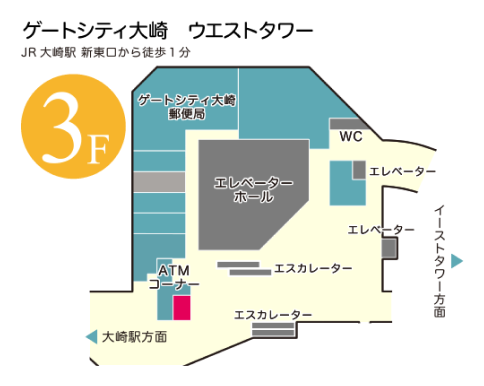 ゲートシティ大崎　ウエストタワー
JR 大崎駅 新東口から徒歩1分
3F
ゲートシティ大崎
郵便局
WC
エレベーター
ホール
エレベーター
エレベーター
イーストタワー方面
ATM
コーナー
エスカレーター
エスカレーター
大崎駅方面